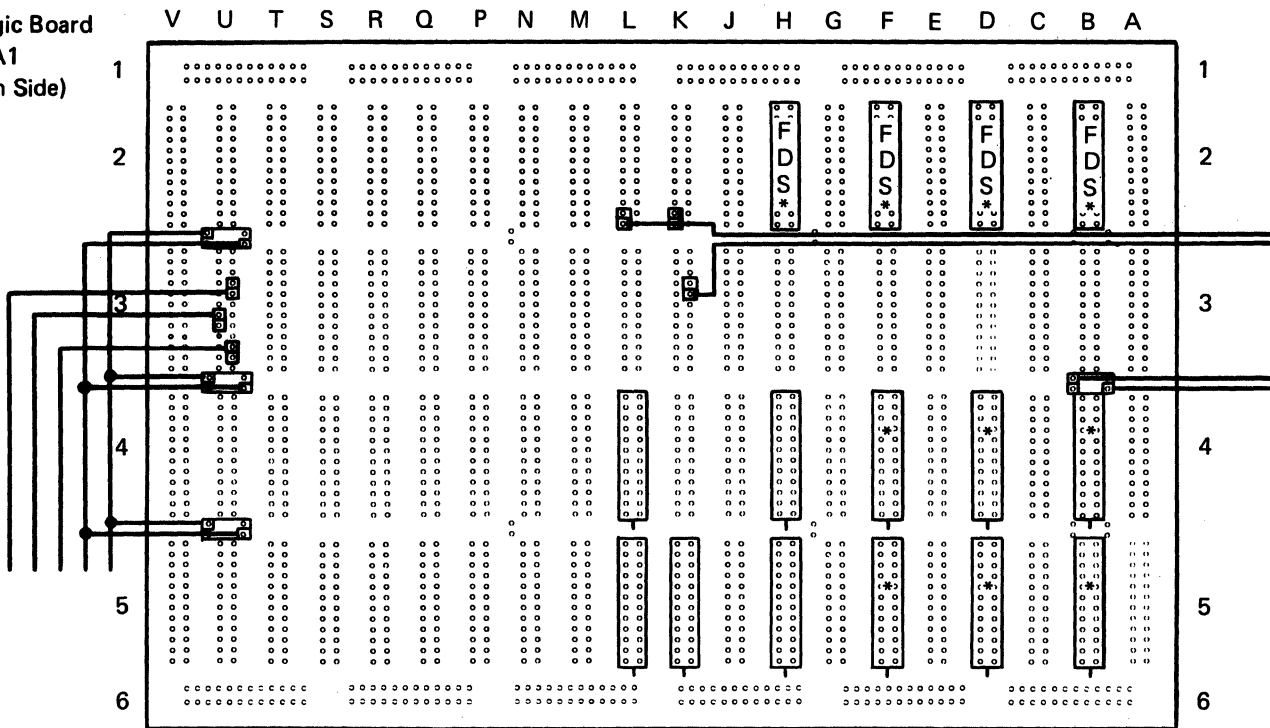 V U T S R Q P N M L K J H G F E D C B A
gic Board
A1
Side)
1 1
2 2
F D S * F D S * F D S * F D S *
3 3
4 4
* * *
5 5
* * *
6 6